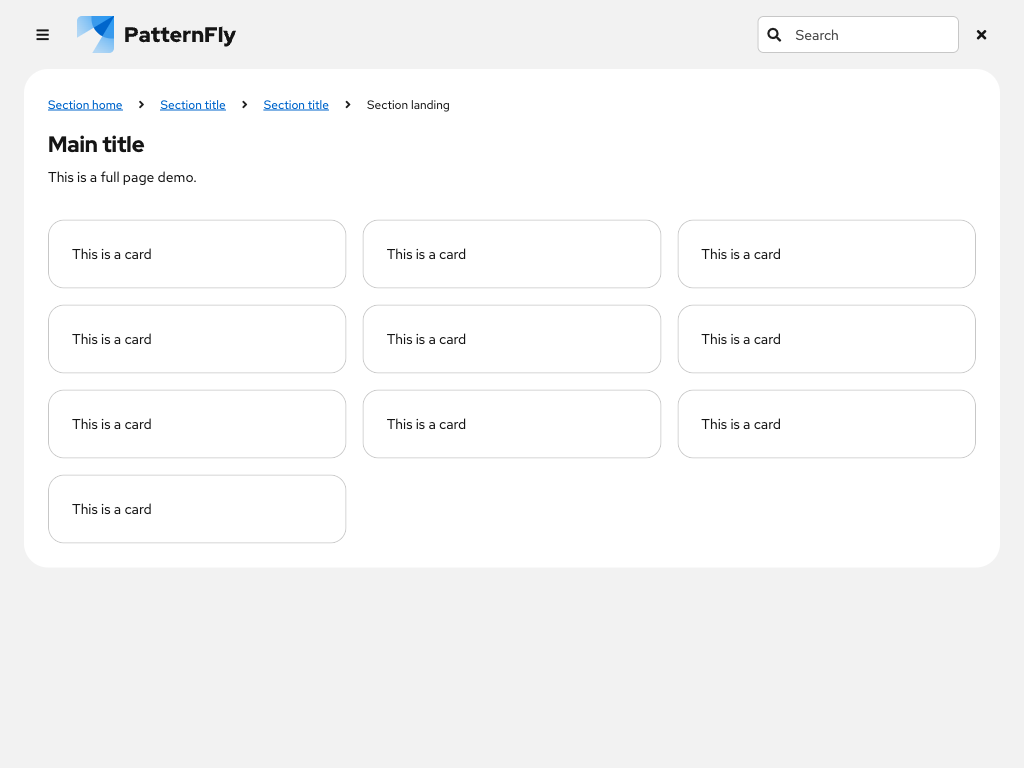 PatternFly
Search
Section home Section title Section title Section landing
Main title
This is a full page demo.
This is a card This is a card This is a card
This is a card This is a card This is a card
This is a card This is a card This is a card
This is a card